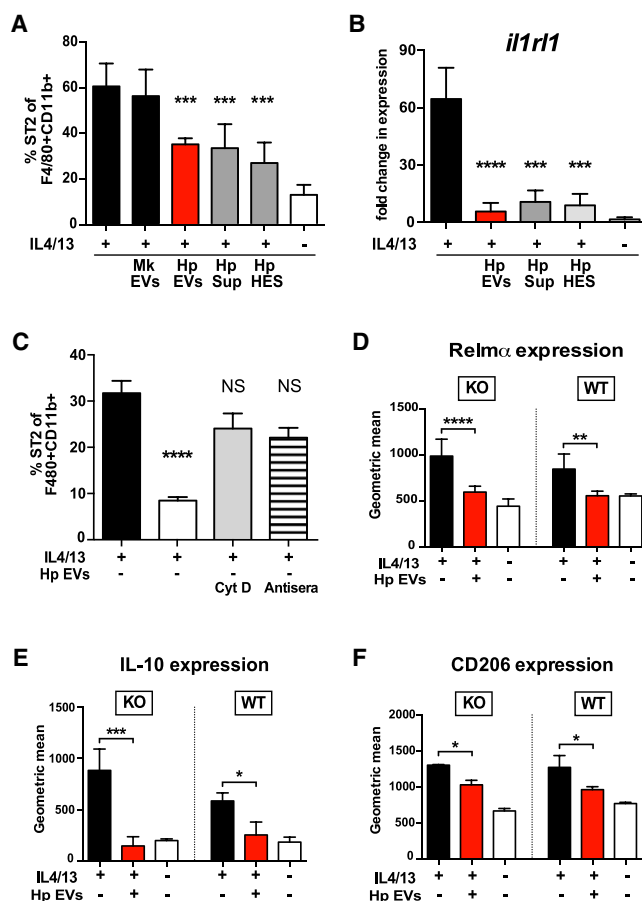 A
% ST2 of
F4/80+CD11b+
80
60
40
20
0
*** *** ***
IL4/13 + + + + + -
Mk Hp Hp Hp
EVs EVs Sup HES
B
il1rl1
fold change in expression
90
60
30
0
**** *** ***
IL4/13 + + + + -
Hp Hp Hp
EVs Sup HES
C
% ST2 of
F480+CD11b+
40
30
20
10
0
**** NS NS
IL4/13 + + + +
Hp EVs - - - -
Cyt D Antisera
D
Relmα expression
KO WT
Geometric mean
1500
1000
500
0
**** **
IL4/13 + + - + + -
Hp EVs - + - - + -
E
IL-10 expression
KO WT
Geometric mean
1500
1000
500
0
*** *
IL4/13 + + - + + -
Hp EVs - + - - + -
F
CD206 expression
KO WT
Geometric mean
2000
1500
1000
500
0
* *
IL4/13 + + - + + -
Hp EVs - + - - + -